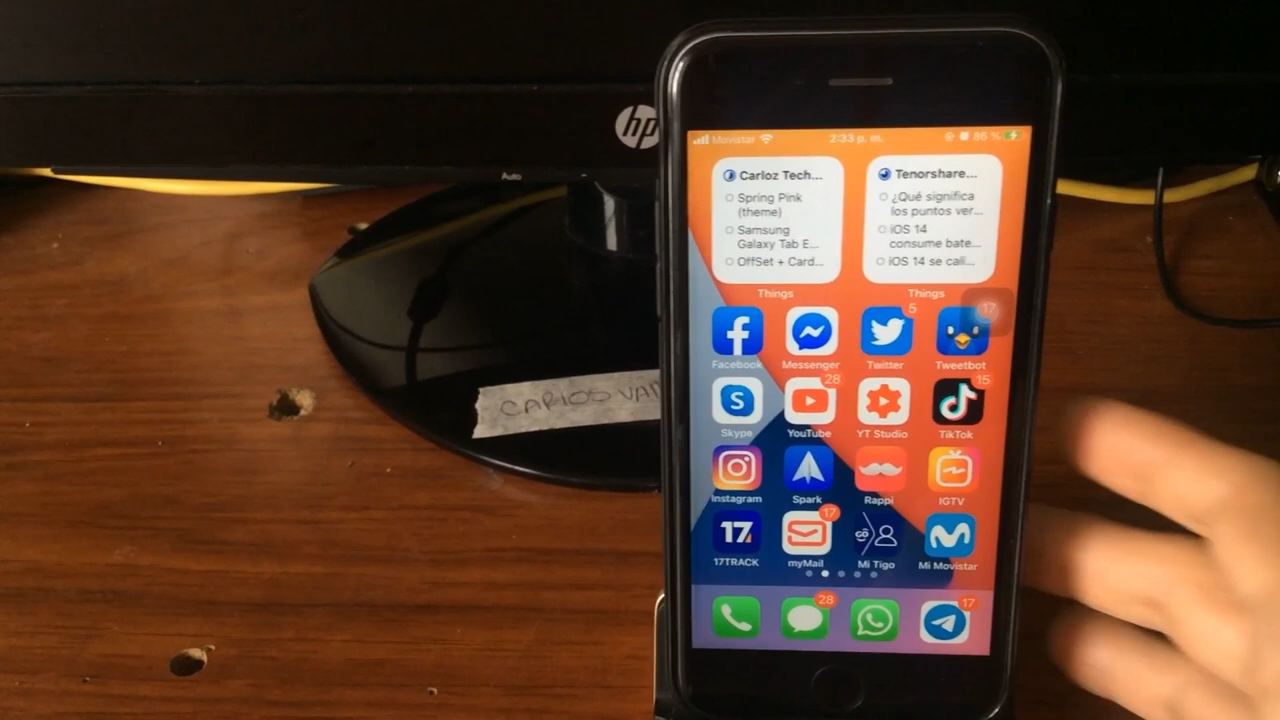 hp
Auto
Movistar 2:33 p. m. 86 %
Carloz Tech...
Spring Pink
(theme)
Samsung
Galaxy Tab E...
OffSet + Card...
Things
Tenorshare...
¿Qué significa
los puntos ver...
iOS 14
consume bate...
iOS 14 se cali...
Things
5
17
Facebook
Messenger
Twitter
Tweetbot
28
15
Skype
YouTube
YT Studio
TikTok
Instagram
Spark
Rappi
IGTV
17
17
17TRACK
myMail
Mi Tigo
Mi Movistar
28
17
CARLOS VA